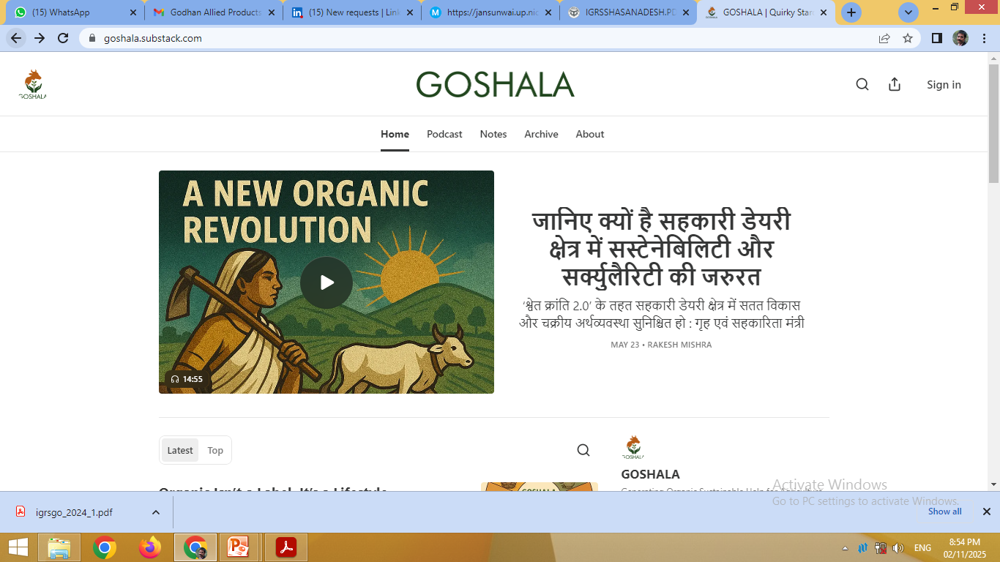 (15) WhatsApp
Godhan Allied Products
(15) New requests | Link
https://jansunwai.up.nic
IGRSSHASANADESH.PD
GOSHALA | Quirky Stan
goshala.substack.com
GOSHALA
GOSHALA
Sign in
Home Podcast Notes Archive About
A NEW ORGANIC
REVOLUTION
14:55
जानिए क्यों है सहकारी डेयरी
क्षेत्र में सस्टेनेबिलिटी और
सर्क्युलैरिटी की जरुरत
‘श्वेत क्रांति 2.0’ के तहत सहकारी डेयरी क्षेत्र में सतत विकास
और चक्रीय अर्थव्यवस्था सुनिश्चित हो : गृह एवं सहकारिता मंत्री
MAY 23 • RAKESH MISHRA
Latest Top
GOSHALA
GOSHALA
Organic Isn't a Label, It's a Lifestyle
GOSHALA
Generating Organic Sustainable Help for Agriculture
Activate Windows
Go to PC settings to activate Windows.
igrsgo_2024_1.pdf
Show all
ENG
8:54 PM
02/11/2025